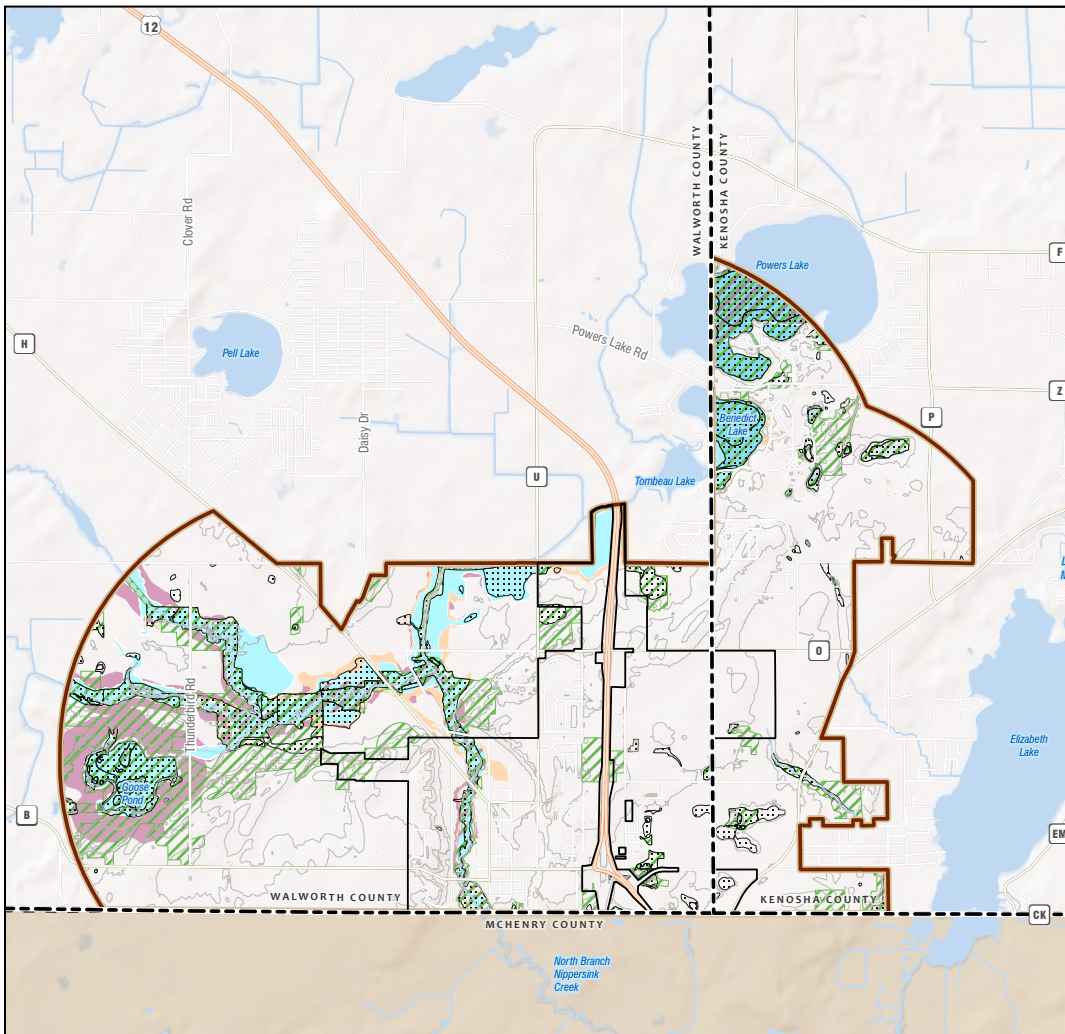 12
WALWORTH COUNTY
KENOSHA COUNTY
Clover Rd
F
Powers Lake
H
Powers Lake Rd
Pell Lake
Z
P
Benedict
Lake
Daisy Dr
U
Tombeau Lake
O
Thunderbird Rd
Elizabeth
Lake
Goose
Pond
B
EM
WALWORTH COUNTY
KENOSHA COUNTY
CK
MCHENRY COUNTY
North Branch
Nippersink
Creek